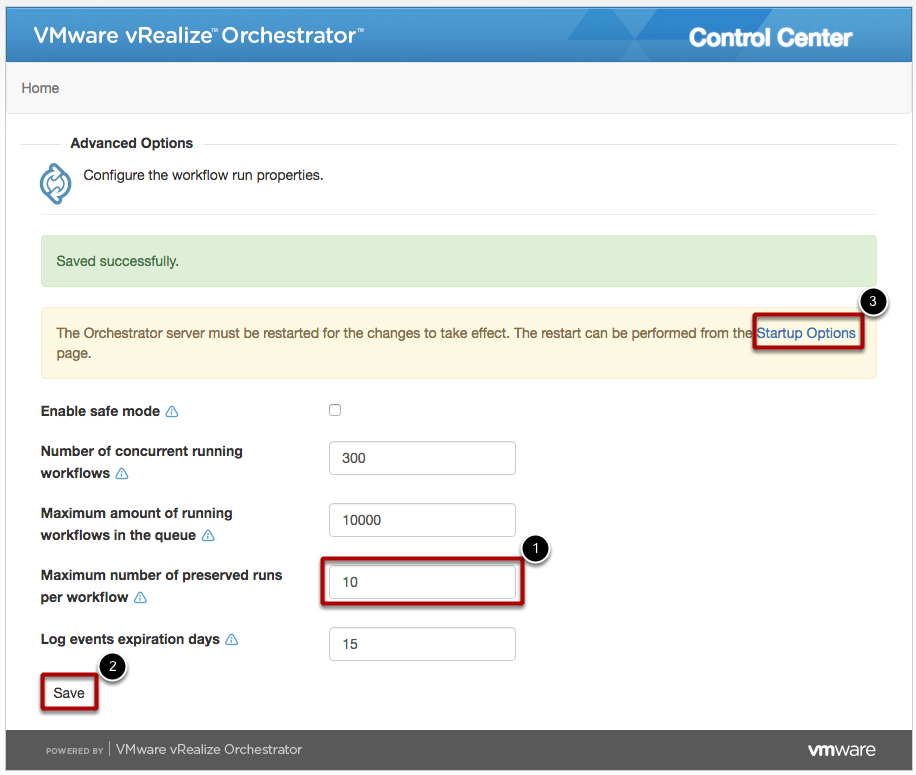 VMware vRealize™ Orchestrator™
Control Center
Home
Advanced Options
Configure the workflow run properties.
Saved successfully.
3
The Orchestrator server must be restarted for the changes to take effect. The restart can be performed from the Startup Options
page.
Enable safe mode
Number of concurrent running
workflows
300
Maximum amount of running
workflows in the queue
10000
1
Maximum number of preserved runs
per workflow
10
Log events expiration days
15
2
Save
POWERED BY | VMware vRealize Orchestrator
vmware